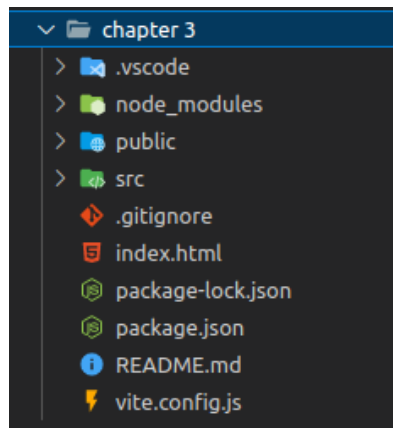 chapter 3
.vscode
node_modules
public
src
.gitignore
index.html
package-lock.json
package.json
README.md
vite.config.js